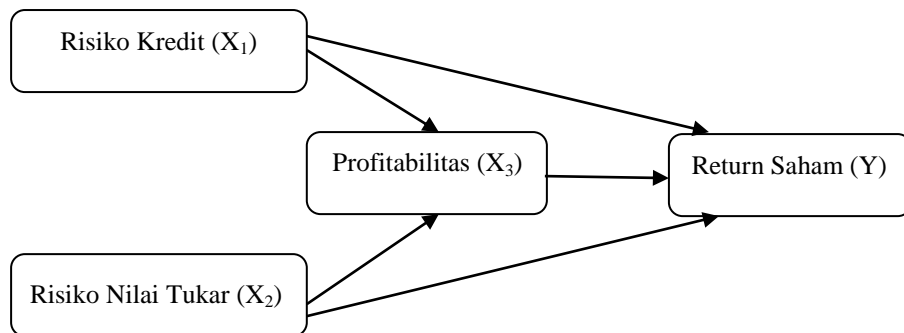 Risiko Kredit (X₁)
Profitabilitas (X₃)
Return Saham (Y)
Risiko Nilai Tukar (X₂)